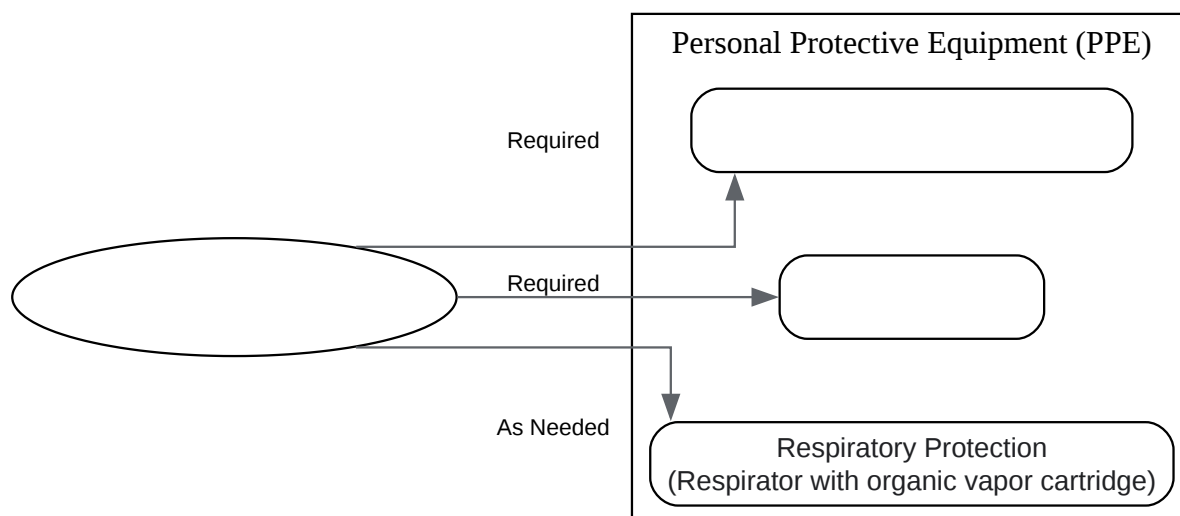 Personal Protective Equipment (PPE)
Required
Required
As Needed
Respiratory Protection
(Respirator with organic vapor cartridge)